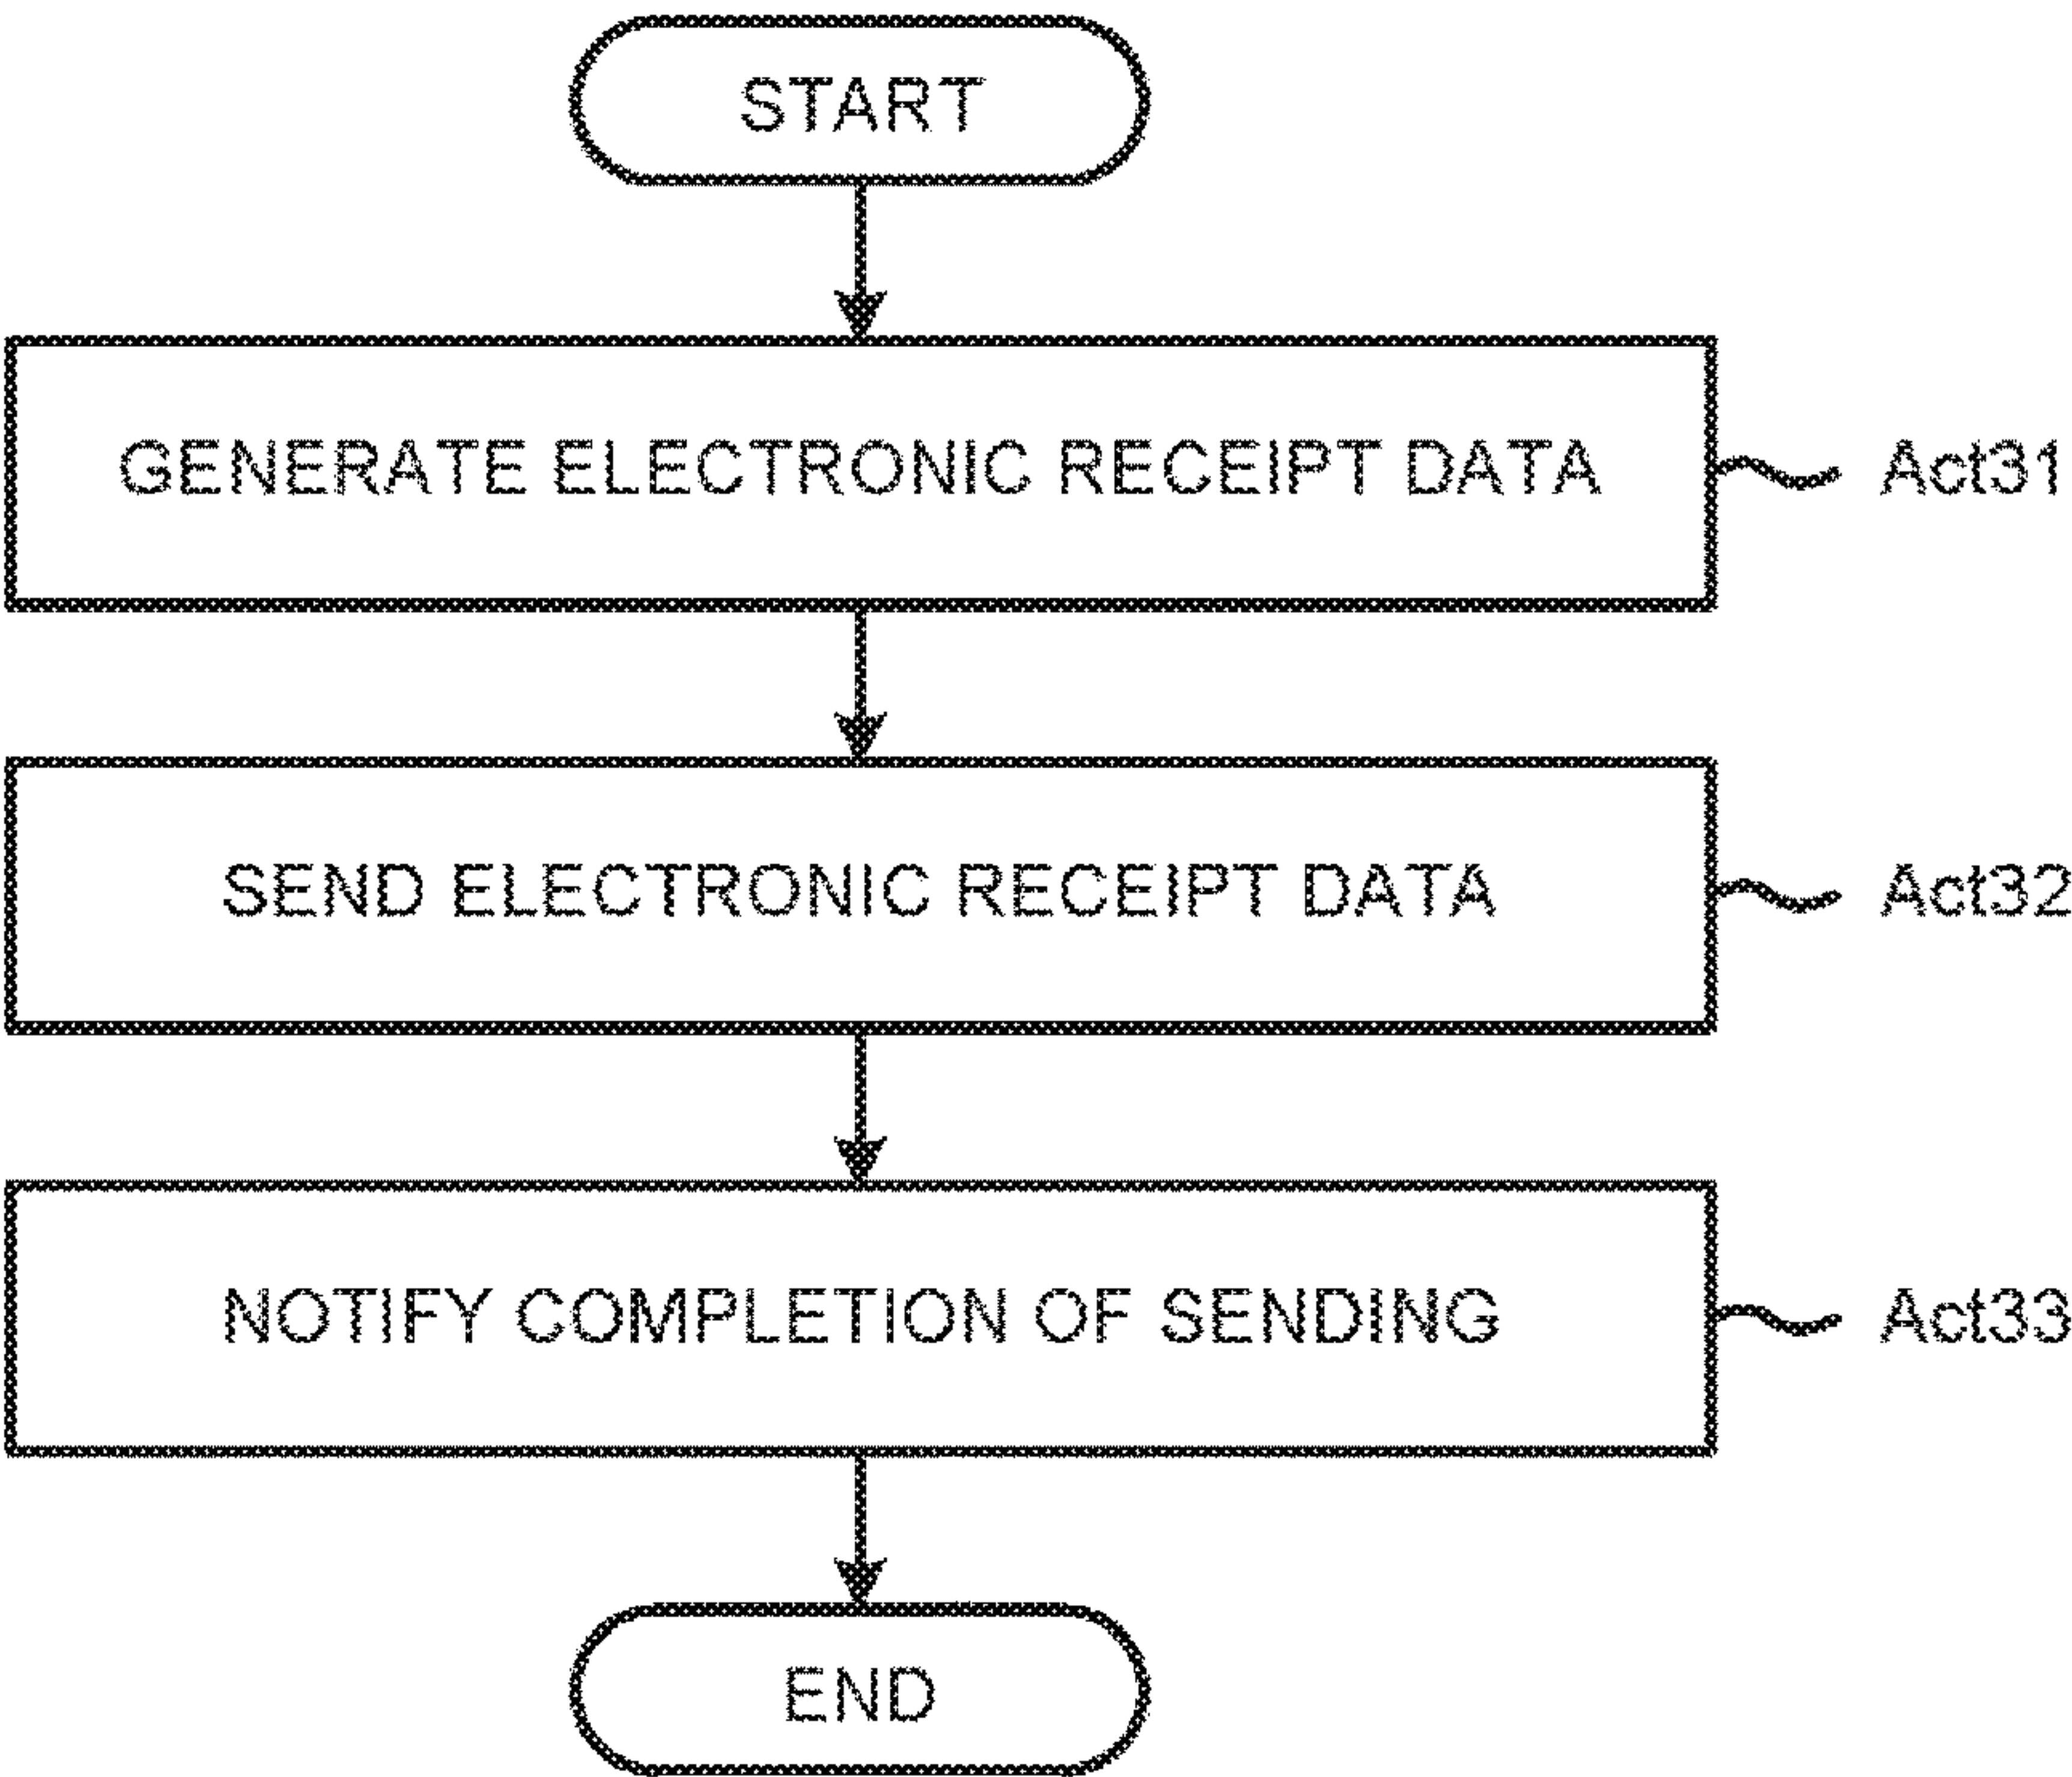 START
GENERATE ELECTRONIC RECEIPT DATA
Act31
SEND ELECTRONIC RECEIPT DATA
Act32
NOTIFY COMPLETION OF SENDING
Act33
END